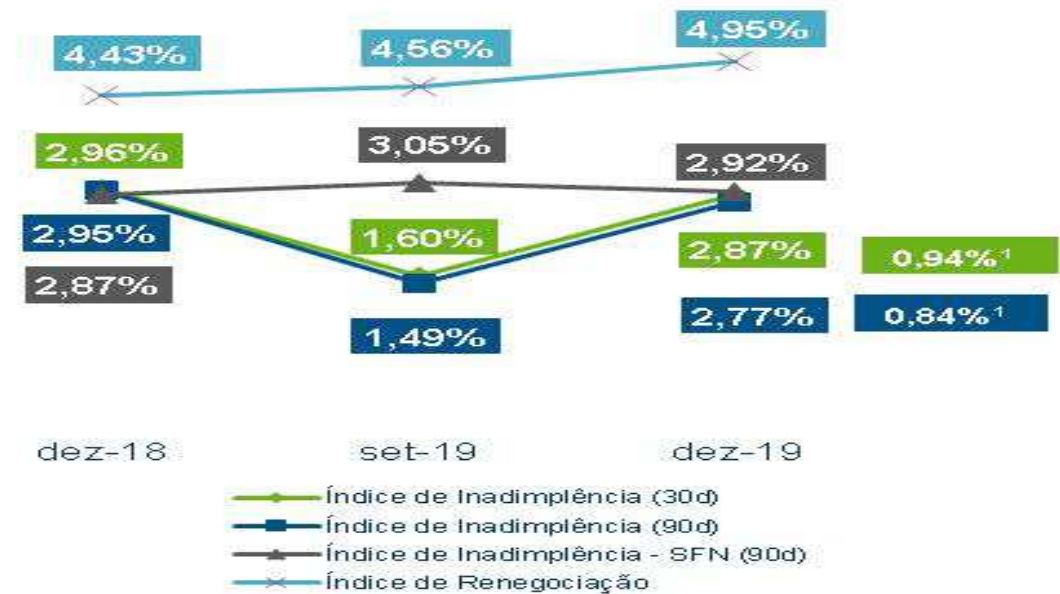 4,43% 4,56% 4,95%
2,96% 3,05% 2,92%
2,95% 1,60% 2,87% 0,94%¹
2,87% 1,49% 2,77% 0,84%¹
dez-18 set-19 dez-19
Índice de Inadimplência (30d)
Índice de Inadimplência (90d)
Índice de Inadimplência - SFN (90d)
Índice de Renegociação